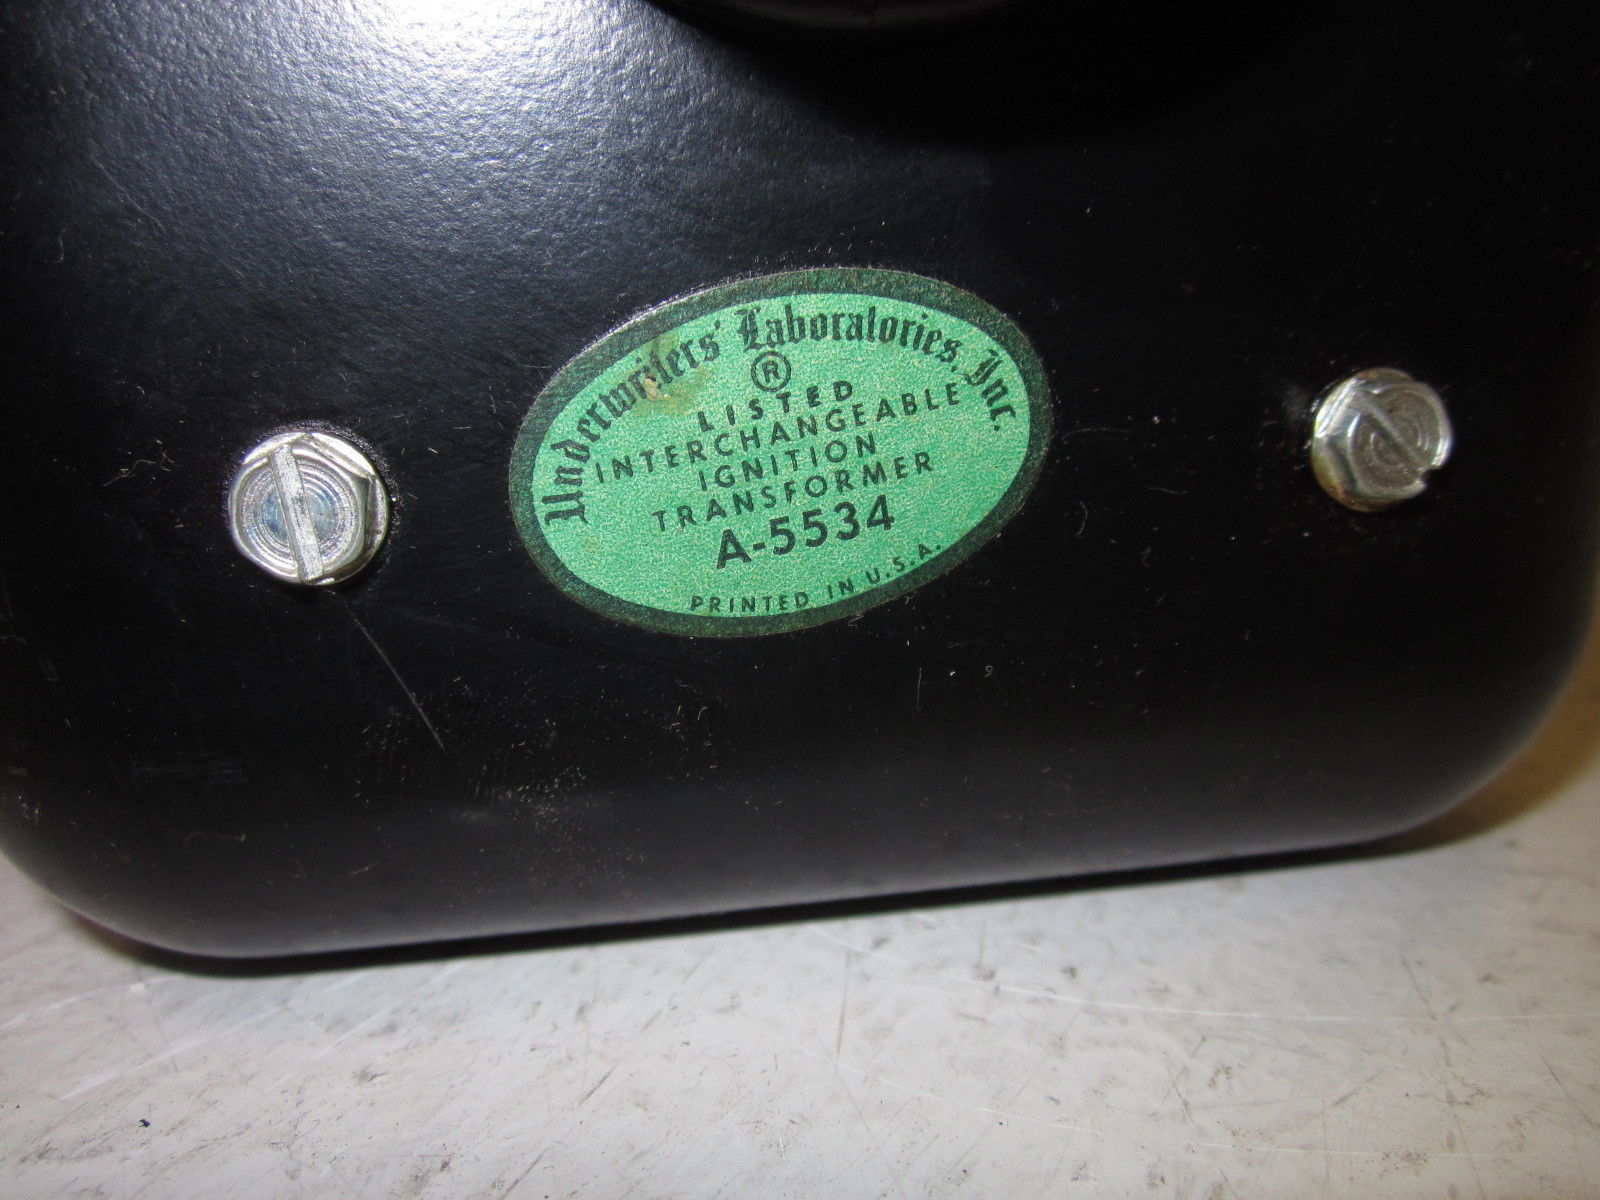 Underwriters' Laboratories, Inc.
®
LISTED
INTERCHANGEABLE
IGNITION
TRANSFORMER
A-5534
PRINTED IN U.S.A.